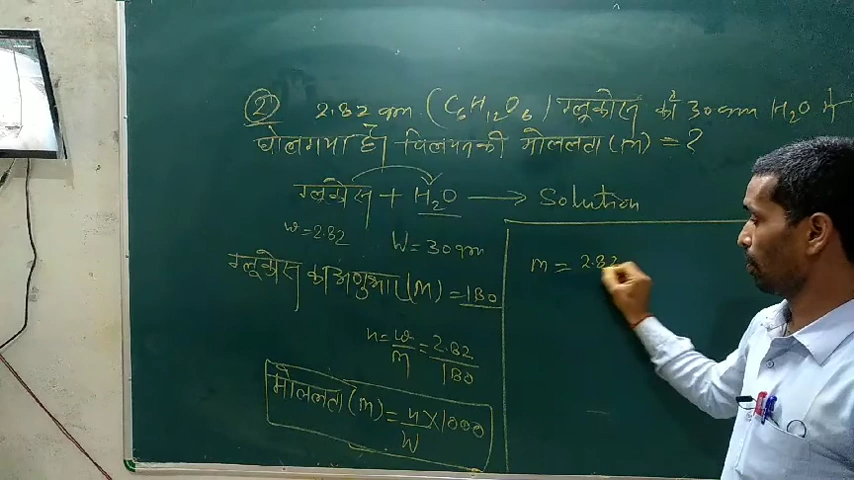 ② 2.82 gm. (C₆H₁₂O₆) ग्लूकोस को 30 gm H₂O में
घोला गया है। विलयन की मोललता (m) = ?
ग्लूकोस + H₂O ⟶ Solution
w = 2.82 W = 30 gm
ग्लूकोस का अणुभार (M) = 180
n = w/M = 2.82/180
मोललता (m) = n × 1000/W
m = 2.82